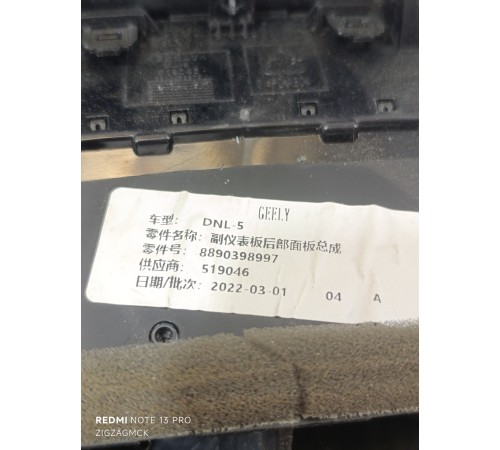 GEELY
车型: DNL-5
零件名称: 副仪表板后部面板总成
零件号: 8890398997
供应商: 519046
日期/批次: 2022-03-01 04 A
REDMI NOTE 13 PRO
ZIGZAGMCK